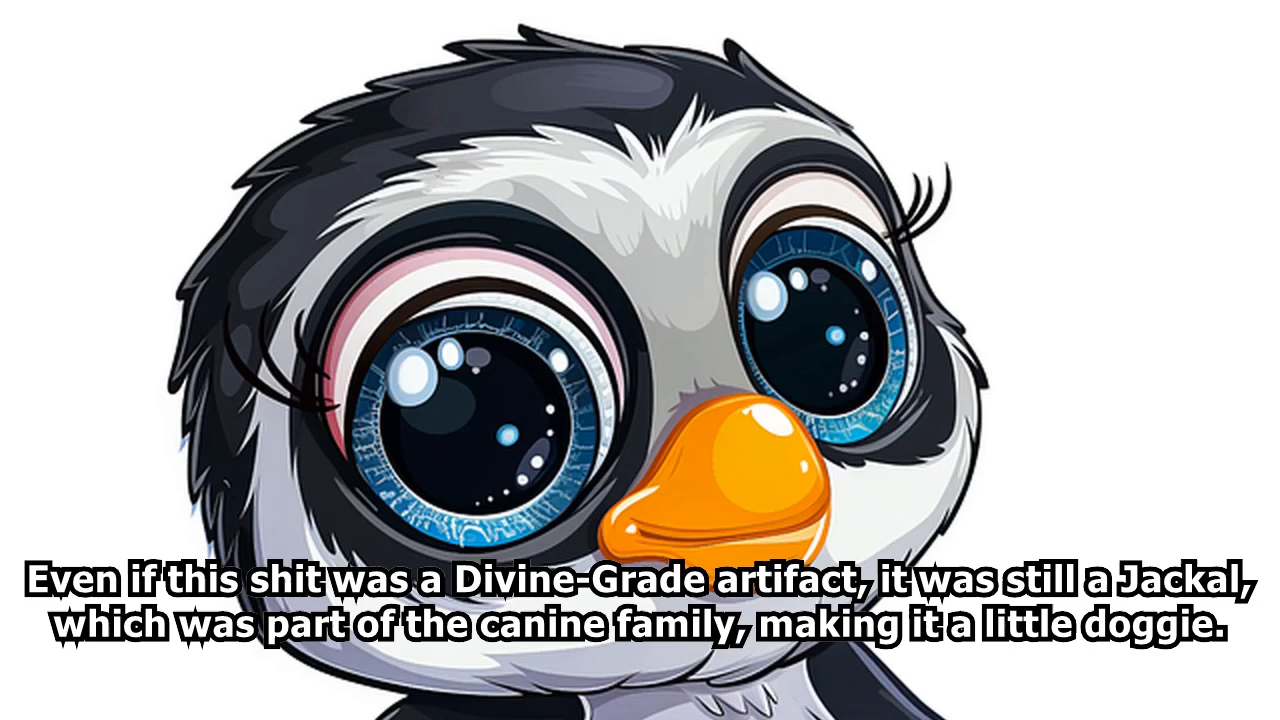 Even if this shit was a Divine-Grade artifact, it was still a Jackal,
which was part of the canine family, making it a little doggie.